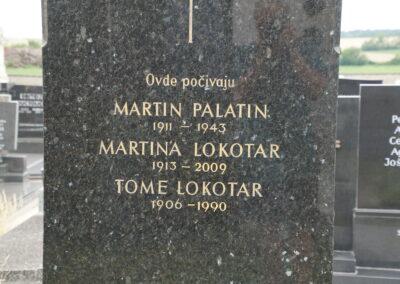 Ovde počivaju
MARTIN PALATIN
1911 – 1943
MARTINA LOKOTAR
1913 – 2009
TOME LOKOTAR
1906 – 1990